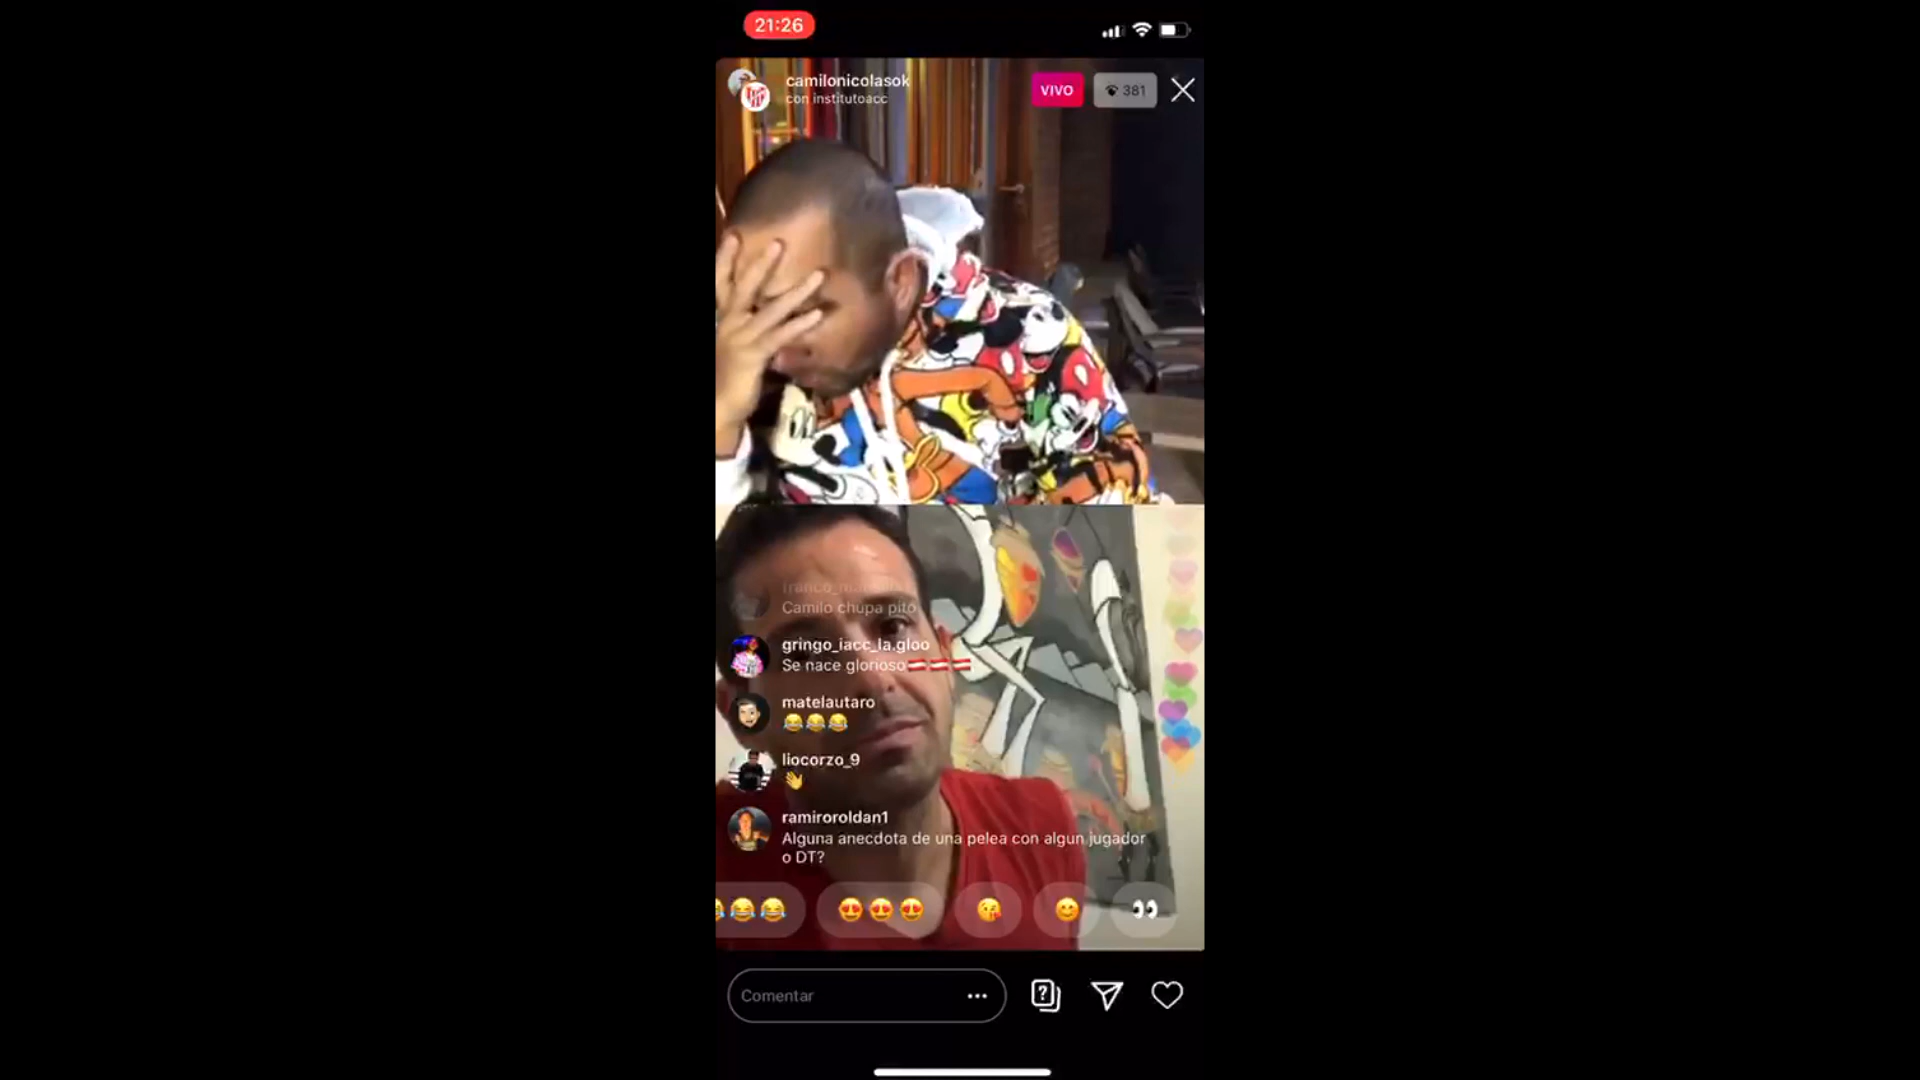 21:26
camilonicolasok
con institutoacc
VIVO
381
Camilo chupa pito
gringo_iacc_la.gloo
Se nace glorioso
matelautaro
😂😂😂
liocorzo_9
👋
ramiroroldan1
Alguna anecdota de una pelea con algun jugador
o DT?
Comentar